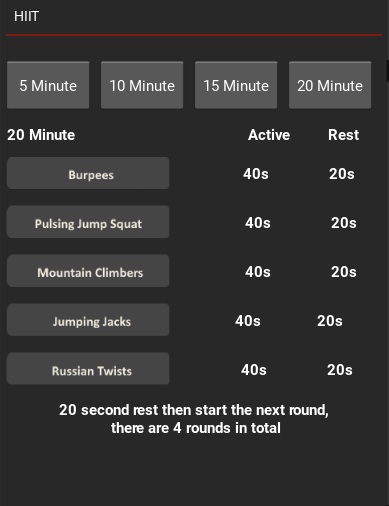 HIIT
5 Minute 10 Minute 15 Minute 20 Minute
20 Minute Active Rest
Burpees 40s 20s
Pulsing Jump Squat 40s 20s
Mountain Climbers 40s 20s
Jumping Jacks 40s 20s
Russian Twists 40s 20s
20 second rest then start the next round,
there are 4 rounds in total